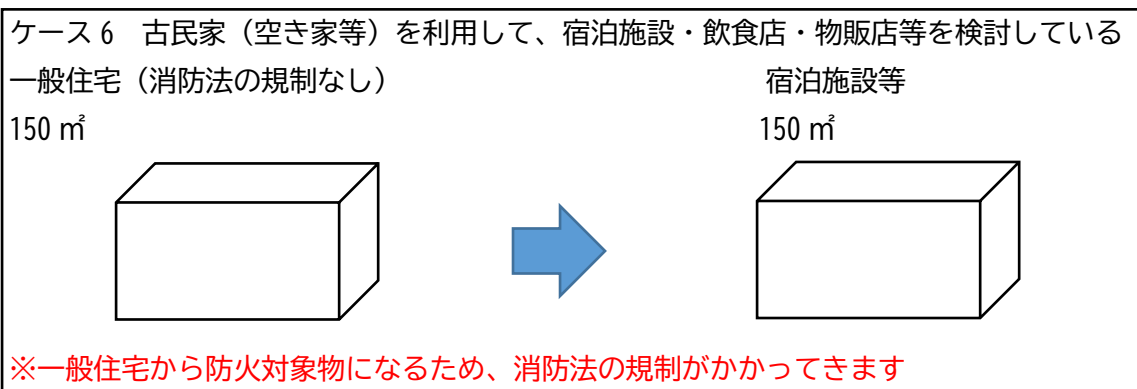 ケース6 古民家（空き家等）を利用して、宿泊施設・飲食店・物販店等を検討している
一般住宅（消防法の規制なし） 宿泊施設等
150 ㎡ 150 ㎡
※一般住宅から防火対象物になるため、消防法の規制がかかってきます